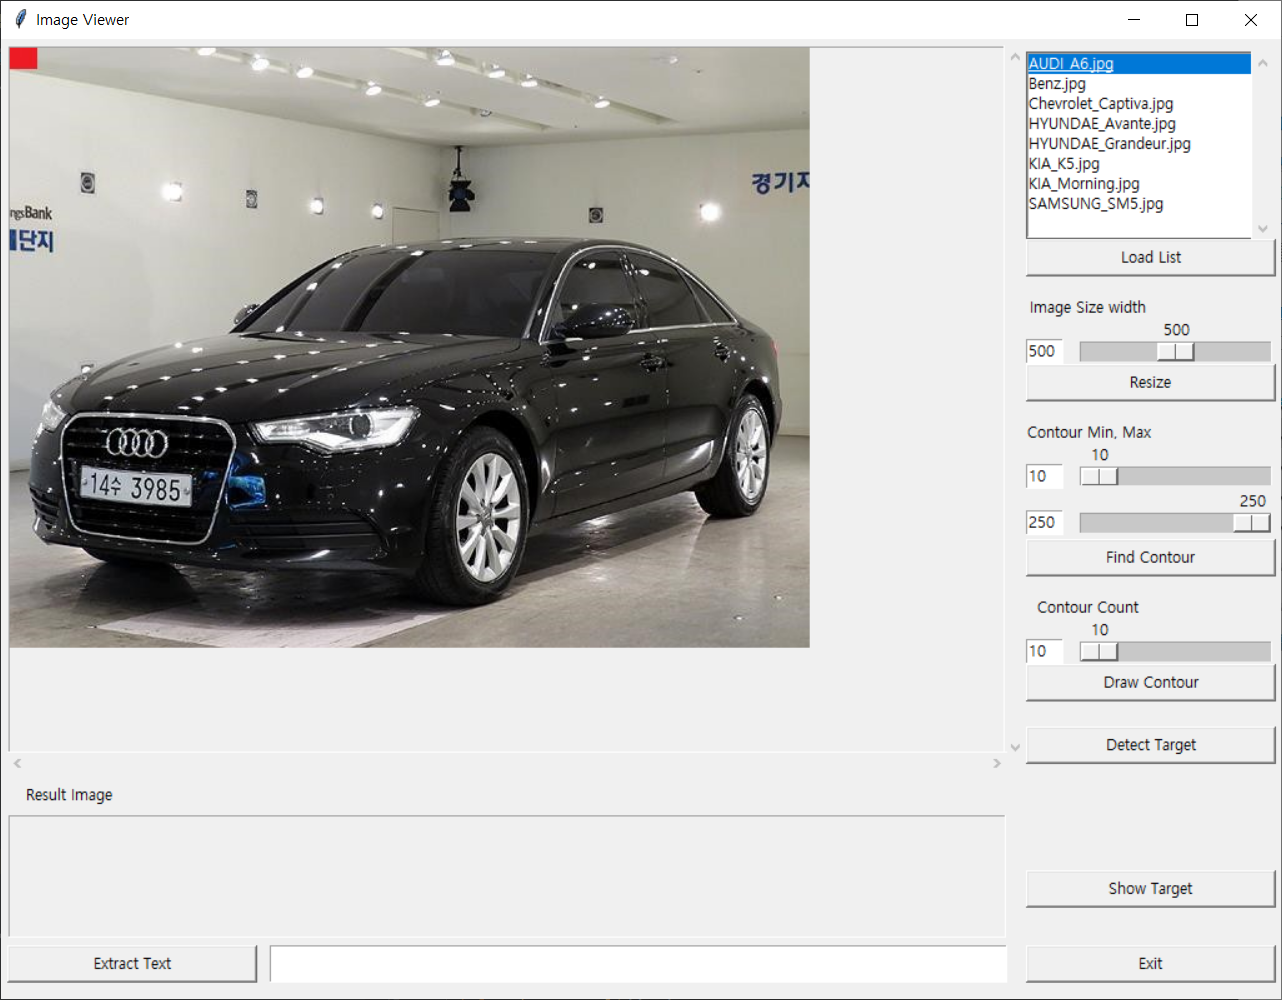 Image Viewer
ngsBank
단지
경기지
14수 3985
AUDI_A6.jpg
Benz.jpg
Chevrolet_Captiva.jpg
HYUNDAE_Avante.jpg
HYUNDAE_Grandeur.jpg
KIA_K5.jpg
KIA_Morning.jpg
SAMSUNG_SM5.jpg
Load List
Image Size width
500
500
Resize
Contour Min, Max
10
10
250
250
Find Contour
Contour Count
10
10
Draw Contour
Detect Target
Result Image
Show Target
Extract Text
Exit